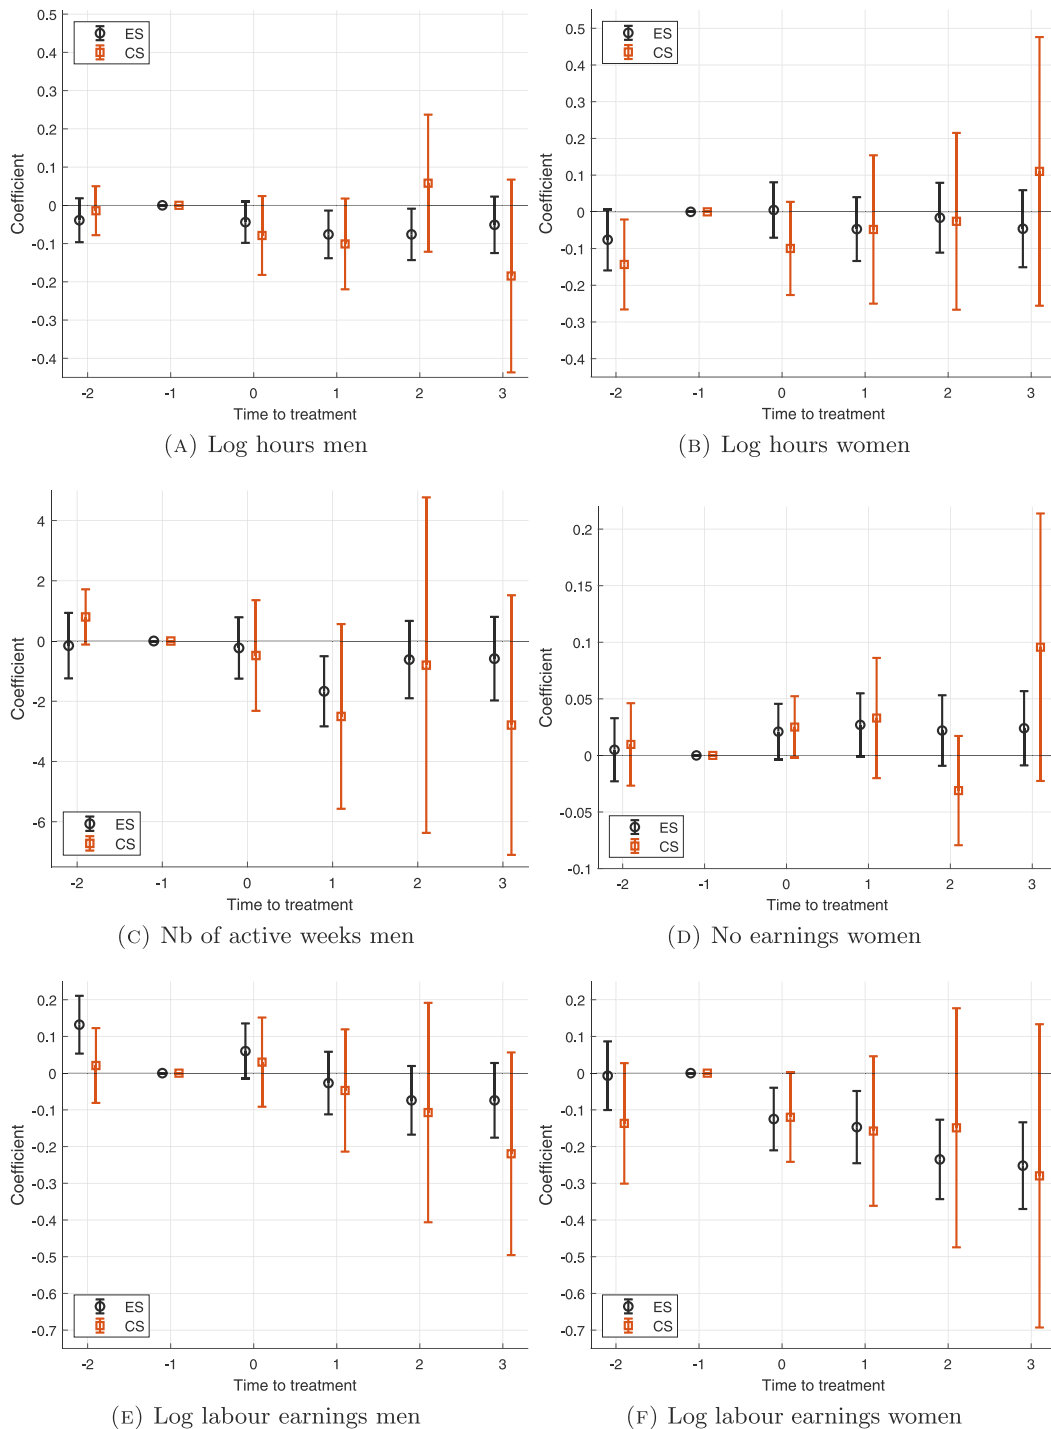 0.5
0.4
0.3
0.2
0.1
0
-0.1
-0.2
-0.3
-0.4
Coefficient
ES
CS
-2 -1 0 1 2 3
Time to treatment
(A) Log hours men
0.5
0.4
0.3
0.2
0.1
0
-0.1
-0.2
-0.3
-0.4
Coefficient
ES
CS
-2 -1 0 1 2 3
Time to treatment
(B) Log hours women
4
2
0
-2
-4
-6
Coefficient
ES
CS
-2 -1 0 1 2 3
Time to treatment
(C) Nb of active weeks men
0.2
0.15
0.1
0.05
0
-0.05
-0.1
Coefficient
ES
CS
-2 -1 0 1 2 3
Time to treatment
(D) No earnings women
0.2
0.1
0
-0.1
-0.2
-0.3
-0.4
-0.5
-0.6
-0.7
Coefficient
ES
CS
-2 -1 0 1 2 3
Time to treatment
(E) Log labour earnings men
0.2
0.1
0
-0.1
-0.2
-0.3
-0.4
-0.5
-0.6
-0.7
Coefficient
ES
CS
-2 -1 0 1 2 3
Time to treatment
(F) Log labour earnings women